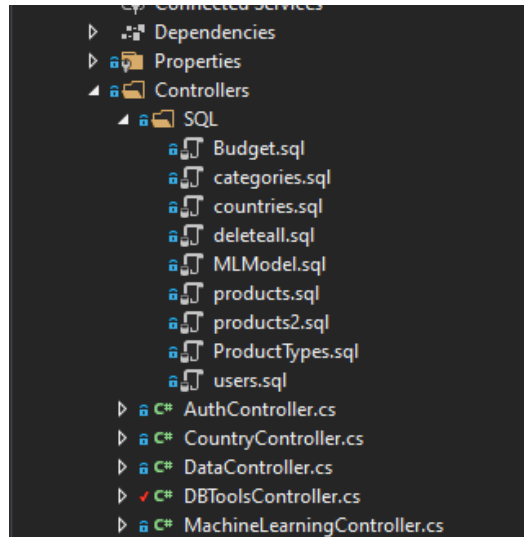 Connected Services
Dependencies
Properties
Controllers
SQL
Budget.sql
categories.sql
countries.sql
deleteall.sql
MLModel.sql
products.sql
products2.sql
ProductTypes.sql
users.sql
C# AuthController.cs
C# CountryController.cs
C# DataController.cs
C# DBToolsController.cs
C# MachineLearningController.cs